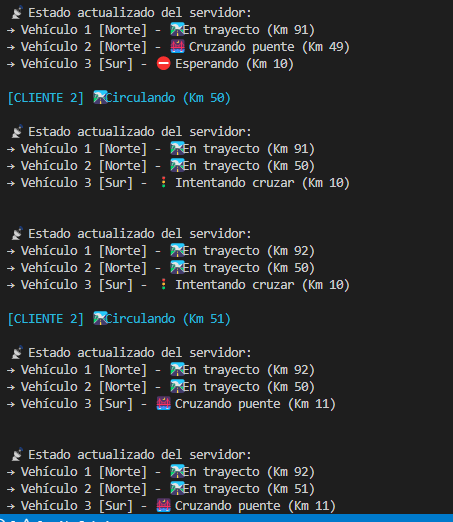 Estado actualizado del servidor:
→ Vehículo 1 [Norte] - En trayecto (Km 91)
→ Vehículo 2 [Norte] - Cruzando puente (Km 49)
→ Vehículo 3 [Sur] - Esperando (Km 10)
[CLIENTE 2] Circulando (Km 50)
Estado actualizado del servidor:
→ Vehículo 1 [Norte] - En trayecto (Km 91)
→ Vehículo 2 [Norte] - En trayecto (Km 50)
→ Vehículo 3 [Sur] - Intentando cruzar (Km 10)
Estado actualizado del servidor:
→ Vehículo 1 [Norte] - En trayecto (Km 92)
→ Vehículo 2 [Norte] - En trayecto (Km 50)
→ Vehículo 3 [Sur] - Intentando cruzar (Km 10)
[CLIENTE 2] Circulando (Km 51)
Estado actualizado del servidor:
→ Vehículo 1 [Norte] - En trayecto (Km 92)
→ Vehículo 2 [Norte] - En trayecto (Km 50)
→ Vehículo 3 [Sur] - Cruzando puente (Km 11)
Estado actualizado del servidor:
→ Vehículo 1 [Norte] - En trayecto (Km 92)
→ Vehículo 2 [Norte] - En trayecto (Km 51)
→ Vehículo 3 [Sur] - Cruzando puente (Km 11)